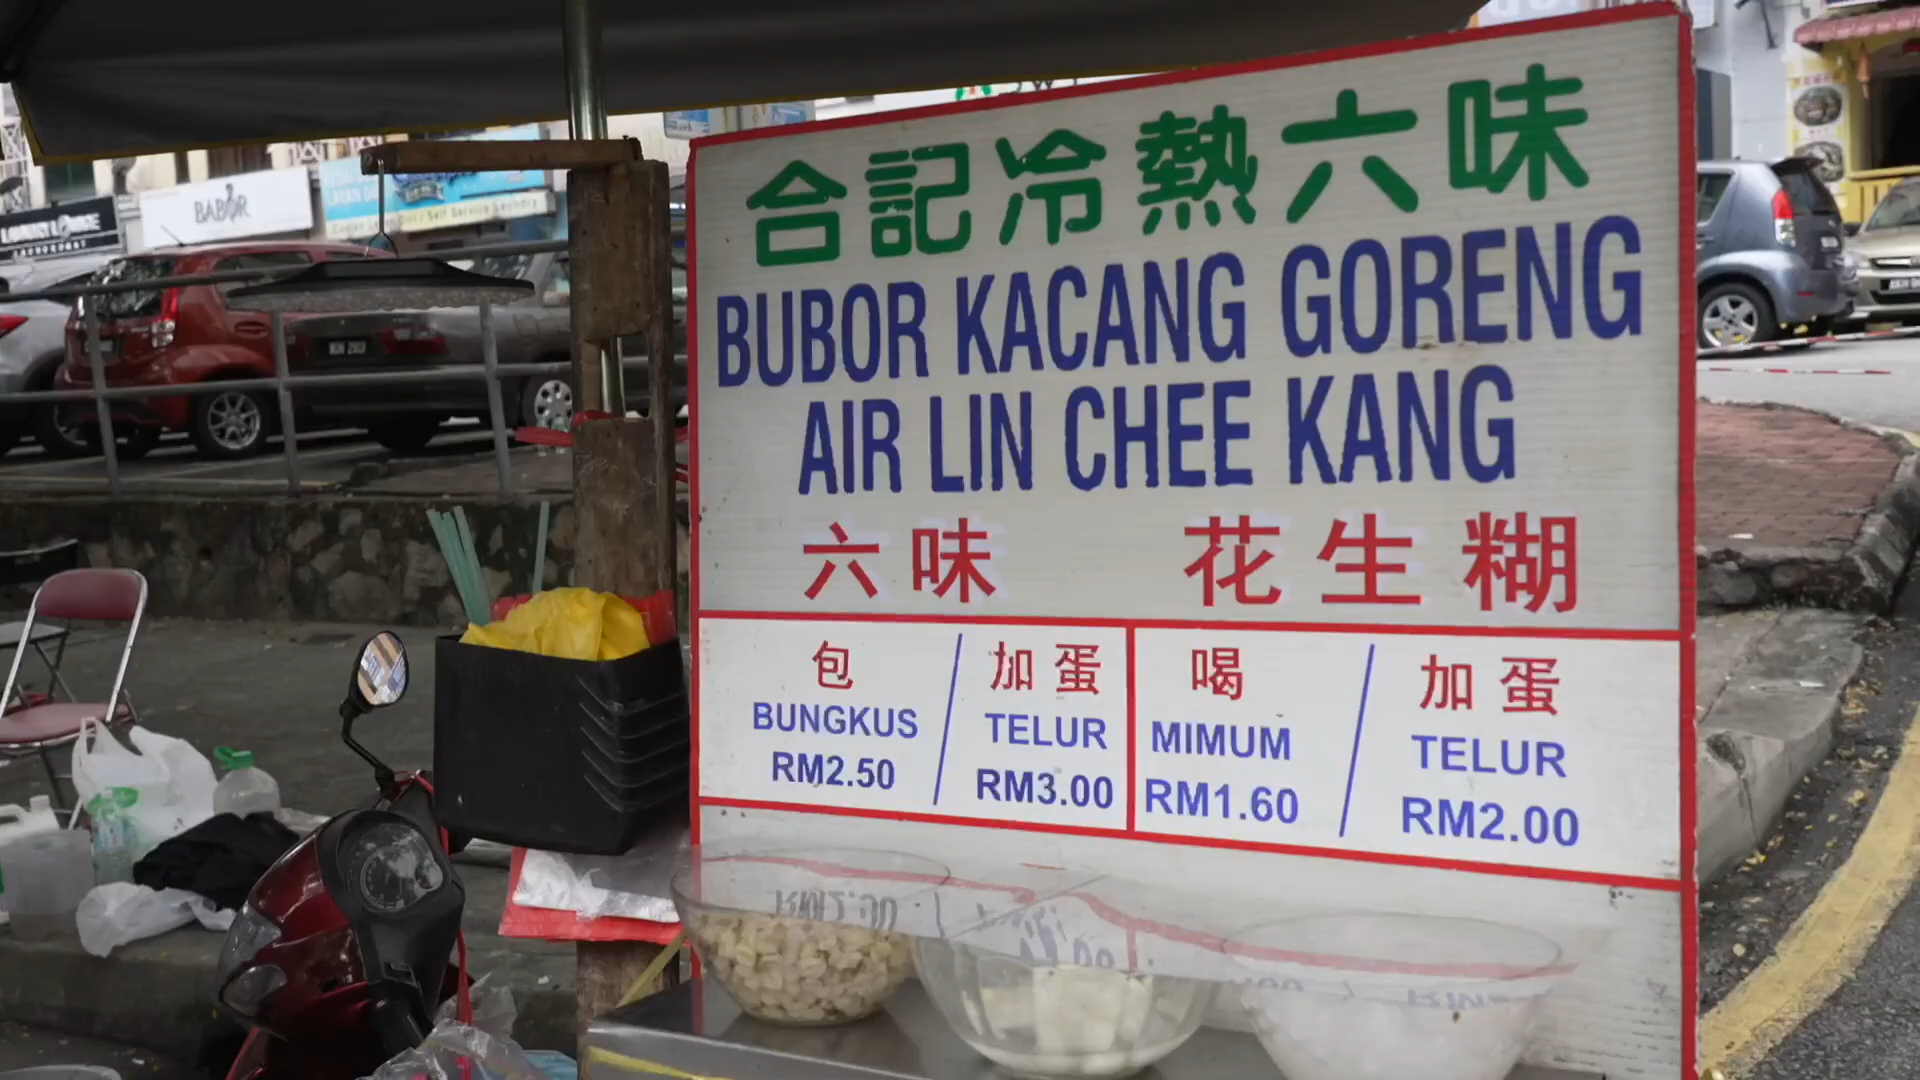 合記冷熱六味
BUBOR KACANG GORENG
AIR LIN CHEE KANG
六味 花生糊
包 加蛋 喝 加蛋
BUNGKUS TELUR MIMUM TELUR
RM2.50 RM3.00 RM1.60 RM2.00
BABOR